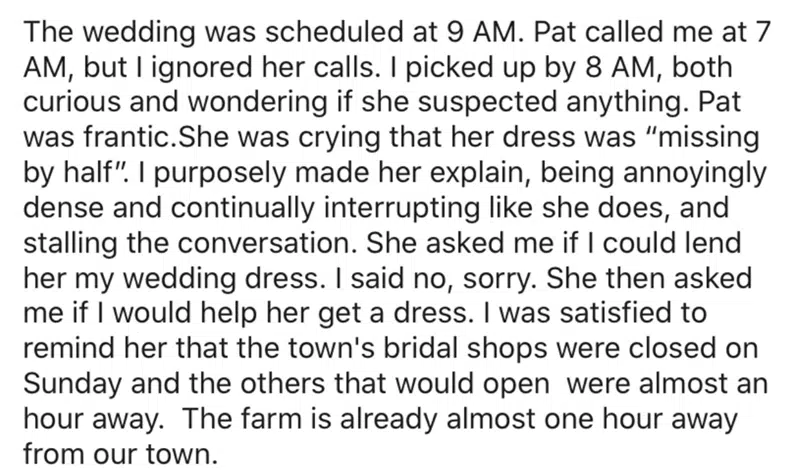 The wedding was scheduled at 9 AM. Pat called me at 7
AM, but I ignored her calls. I picked up by 8 AM, both
curious and wondering if she suspected anything. Pat
was frantic.She was crying that her dress was “missing
by half”. I purposely made her explain, being annoyingly
dense and continually interrupting like she does, and
stalling the conversation. She asked me if I could lend
her my wedding dress. I said no, sorry. She then asked
me if I would help her get a dress. I was satisfied to
remind her that the town's bridal shops were closed on
Sunday and the others that would open  were almost an
hour away.  The farm is already almost one hour away
from our town.